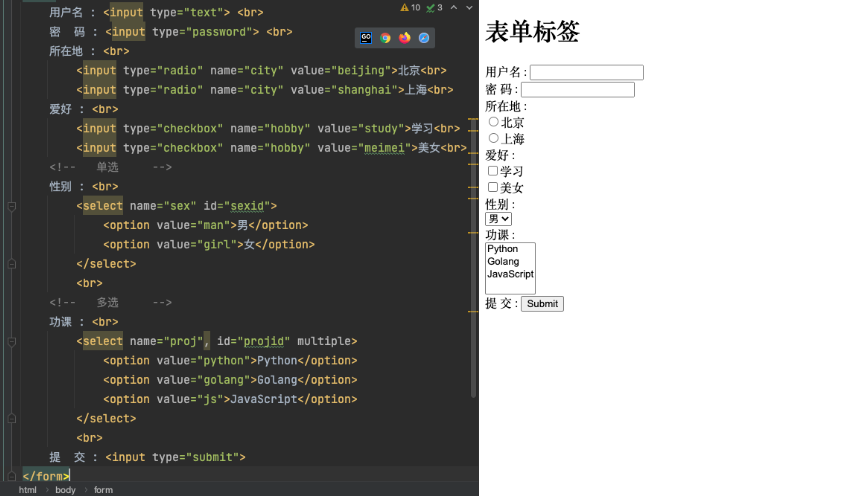 用户名 : <input type="text"> <br>
密 码 : <input type="password"> <br>
所在地 : <br>
<input type="radio" name="city" value="beijing">北京<br>
<input type="radio" name="city" value="shanghai">上海<br>
爱好 : <br>
<input type="checkbox" name="hobby" value="study">学习<br>
<input type="checkbox" name="hobby" value="meimei">美女<br>
<!-- 单选 -->
性别 : <br>
<select name="sex" id="sexid">
<option value="man">男</option>
<option value="girl">女</option>
</select>
<br>
<!-- 多选 -->
功课 : <br>
<select name="proj", id="projid" multiple>
<option value="python">Python</option>
<option value="golang">Golang</option>
<option value="js">JavaScript</option>
</select>
<br>
提 交 : <input type="submit">
</form>
html › body › form
10 3
GO
表单标签
用户名 :
密 码 :
所在地 :
北京
上海
爱好 :
学习
美女
性别 :
男
功课 :
Python
Golang
JavaScript
提 交 : Submit